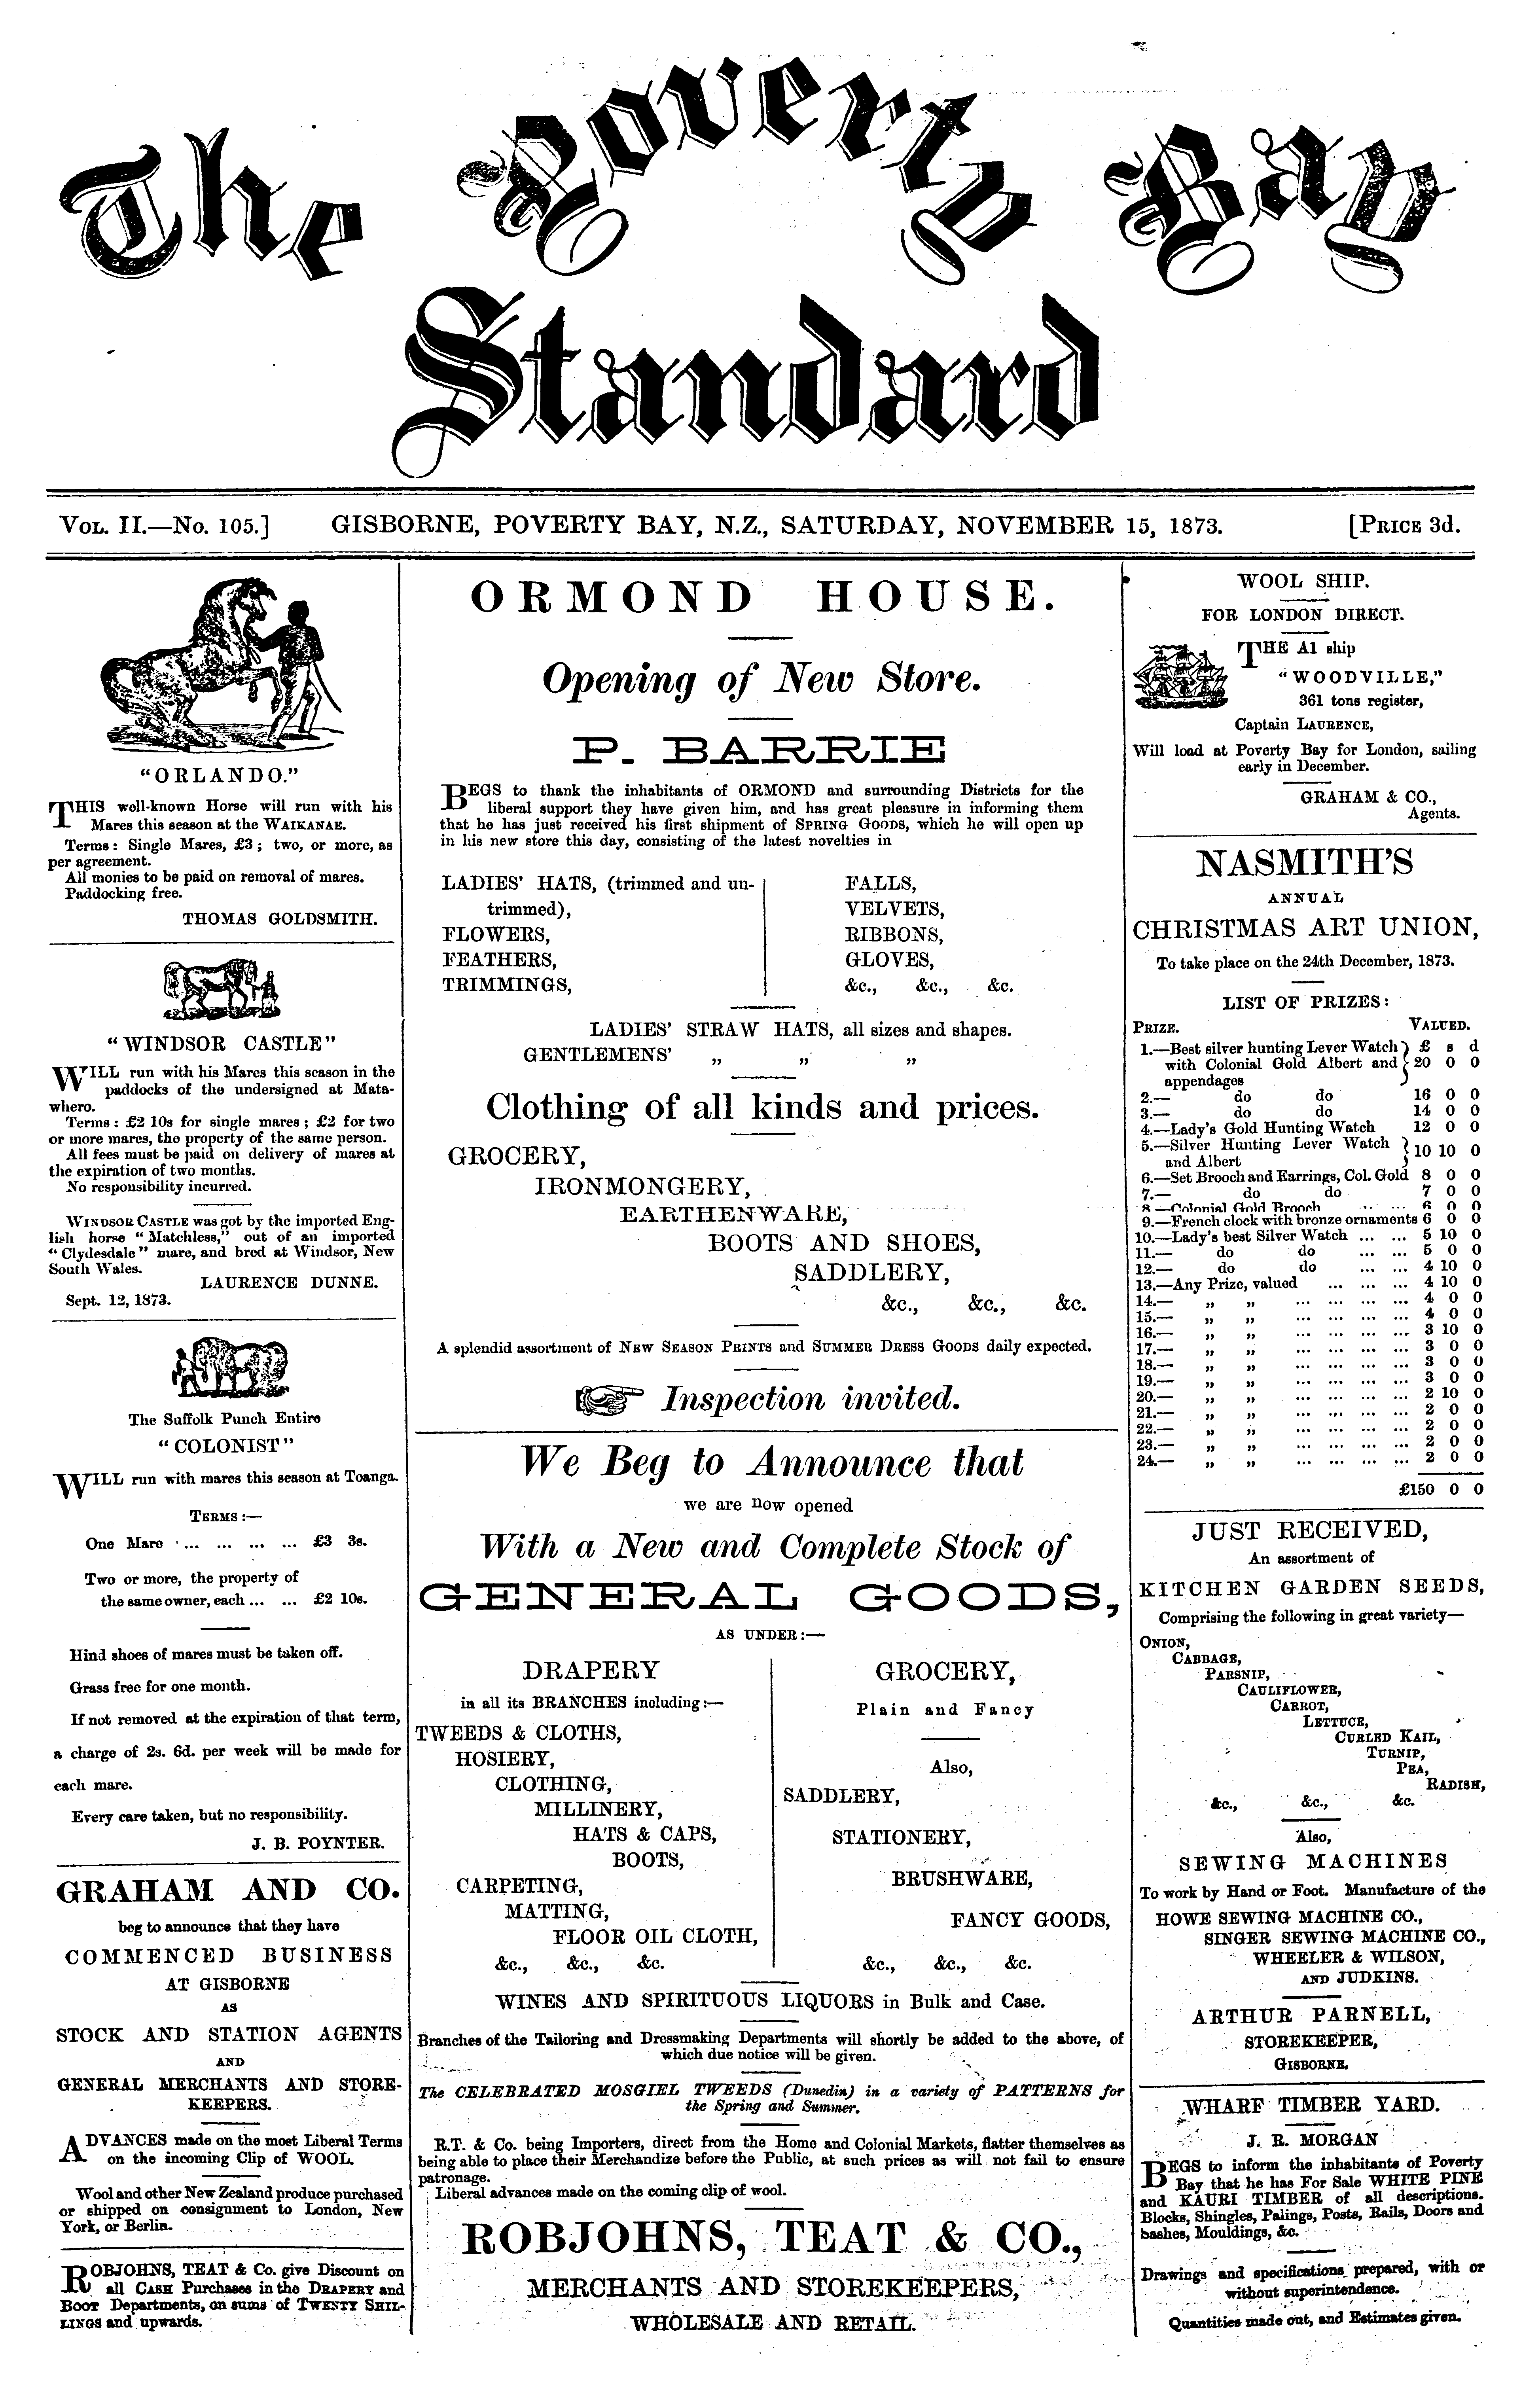 The Poverty Bay
Standard
VOL. II.—No. 105.] GISBORNE, POVERTY BAY, N.Z., SATURDAY, NOVEMBER 15, 1873. [PRICE 3d.
"ORLANDO."
THIS well-known Horse will run with his
Mares this season at the WAIKANAE.
Terms: Single Mares, £3; two, or more, as
per agreement.
All monies to be paid on removal of mares.
Paddocking free.
THOMAS GOLDSMITH.
"WINDSOR CASTLE"
WILL run with his Mares this season in the
paddocks of the undersigned at Mata-
whero.
Terms: £2 10s for single mares; £2 for two
or more mares, the property of the same person.
All fees must be paid on delivery of mares at
the expiration of two months.
No responsibility incurred.
WINDSOR CASTLE was got by the imported Eng-
lish horse "Matchless," out of an imported
"Clydesdale" mare, and bred at Windsor, New
South Wales.
LAURENCE DUNNE.
Sept. 12, 1873.
The Suffolk Punch Entire
"COLONIST"
WILL run with mares this season at Toanga.
TERMS:—
One Mare ... ... ... ... £3 3s.
Two or more, the property of
the same owner, each ... ... £2 10s.
Hind shoes of mares must be taken off.
Grass free for one month.
If not removed at the expiration of that term,
a charge of 2s. 6d. per week will be made for
each mare.
Every care taken, but no responsibility.
J. B. POYNTER.
GRAHAM AND CO.
beg to announce that they have
COMMENCED BUSINESS
AT GISBORNE
AS
STOCK AND STATION AGENTS
AND
GENERAL MERCHANTS AND STORE-
KEEPERS.
ADVANCES made on the most Liberal Terms
on the incoming Clip of WOOL.
Wool and other New Zealand produce purchased
or shipped on consignment to London, New
York, or Berlin.
ROBJOHNS, TEAT & Co. give Discount on
all CASH Purchases in the DRAPERY and
BOOT Departments, on sums of TWENTY SHIL-
LINGS and upwards.
ORMOND HOUSE.
Opening of New Store.
P. BARRIE
BEGS to thank the inhabitants of ORMOND and surrounding Districts for the
liberal support they have given him, and has great pleasure in informing them
that he has just received his first shipment of SPRING GOODS, which he will open up
in his new store this day, consisting of the latest novelties in
LADIES' HATS, (trimmed and un-
trimmed),
FLOWERS,
FEATHERS,
TRIMMINGS,
FALLS,
VELVETS,
RIBBONS,
GLOVES,
&c., &c., &c.
LADIES' STRAW HATS, all sizes and shapes.
GENTLEMENS' „ „ „
Clothing of all kinds and prices.
GROCERY,
IRONMONGERY,
EARTHENWARE,
BOOTS AND SHOES,
SADDLERY,
&c., &c., &c.
A splendid assortment of NEW SEASON PRINTS and SUMMER DRESS GOODS daily expected.
Inspection invited.
We Beg to Announce that
we are now opened
With a New and Complete Stock of
GENERAL GOODS,
AS UNDER:—
DRAPERY
in all its BRANCHES including:—
TWEEDS & CLOTHS,
HOSIERY,
CLOTHING,
MILLINERY,
HATS & CAPS,
BOOTS,
CARPETING,
MATTING,
FLOOR OIL CLOTH,
&c., &c., &c.
GROCERY,
Plain and Fancy
Also,
SADDLERY,
STATIONERY,
BRUSHWARE,
FANCY GOODS,
&c., &c., &c.
WINES AND SPIRITUOUS LIQUORS in Bulk and Case.
Branches of the Tailoring and Dressmaking Departments will shortly be added to the above, of
which due notice will be given.
The CELEBRATED MOSGIEL TWEEDS (Dunedin) in a variety of PATTERNS for
the Spring and Summer.
R.T. & Co. being Importers, direct from the Home and Colonial Markets, flatter themselves as
being able to place their Merchandize before the Public, at such prices as will not fail to ensure
patronage.
Liberal advances made on the coming clip of wool.
ROBJOHNS, TEAT & CO.,
MERCHANTS AND STOREKEEPERS,
WHOLESALE AND RETAIL.
WOOL SHIP.
FOR LONDON DIRECT.
THE A1 ship
"WOODVILLE,"
361 tons register,
Captain LAURENCE,
Will load at Poverty Bay for London, sailing
early in December.
GRAHAM & CO.,
Agents.
NASMITH'S
ANNUAL
CHRISTMAS ART UNION,
To take place on the 24th December, 1873.
LIST OF PRIZES:
PRIZE. VALUED.
1.—Best silver hunting Lever Watch £ s d
with Colonial Gold Albert and 20 0 0
appendages
2.— do do 16 0 0
3.— do do 14 0 0
4.—Lady's Gold Hunting Watch 12 0 0
5.—Silver Hunting Lever Watch
and Albert 10 10 0
6.—Set Brooch and Earrings, Col. Gold 8 0 0
7.— do do 7 0 0
8.—Colonial Gold Brooch ... ... 6 0 0
9.—French clock with bronze ornaments 6 0 0
10.—Lady's best Silver Watch ... ... 5 10 0
11.— do do ... ... 5 0 0
12.— do do ... ... 4 10 0
13.—Any Prize, valued ... ... ... 4 10 0
14.— „ „ ... ... ... ... 4 0 0
15.— „ „ ... ... ... ... 4 0 0
16.— „ „ ... ... ... ... 3 10 0
17.— „ „ ... ... ... ... 3 0 0
18.— „ „ ... ... ... ... 3 0 0
19.— „ „ ... ... ... ... 3 0 0
20.— „ „ ... ... ... ... 2 10 0
21.— „ „ ... ... ... ... 2 0 0
22.— „ „ ... ... ... ... 2 0 0
23.— „ „ ... ... ... ... 2 0 0
24.— „ „ ... ... ... ... 2 0 0
£150 0 0
JUST RECEIVED,
An assortment of
KITCHEN GARDEN SEEDS,
Comprising the following in great variety—
ONION,
CABBAGE,
PARSNIP,
CAULIFLOWER,
CARROT,
LETTUCE,
CURLED KAIL,
TURNIP,
PEA,
RADISH,
&c., &c., &c.
Also,
SEWING MACHINES
To work by Hand or Foot. Manufacture of the
HOWE SEWING MACHINE CO.,
SINGER SEWING MACHINE CO.,
WHEELER & WILSON,
AND JUDKINS.
ARTHUR PARNELL,
STOREKEEPER,
GISBORNE.
WHARF TIMBER YARD.
J. R. MORGAN
BEGS to inform the inhabitants of Poverty
Bay that he has For Sale WHITE PINE
and KAURI TIMBER of all descriptions.
Blocks, Shingles, Palings, Posts, Rails, Doors and
bashes, Mouldings, &c.
Drawings and specifications prepared, with or
without superintendence.
Quantities made out, and Estimates given.